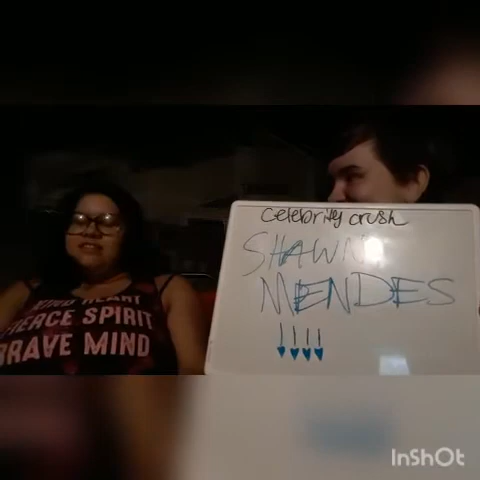 celebrity crush
SHAWN
MENDES
KIND HEART
FIERCE SPIRIT
BRAVE MIND
InShOt